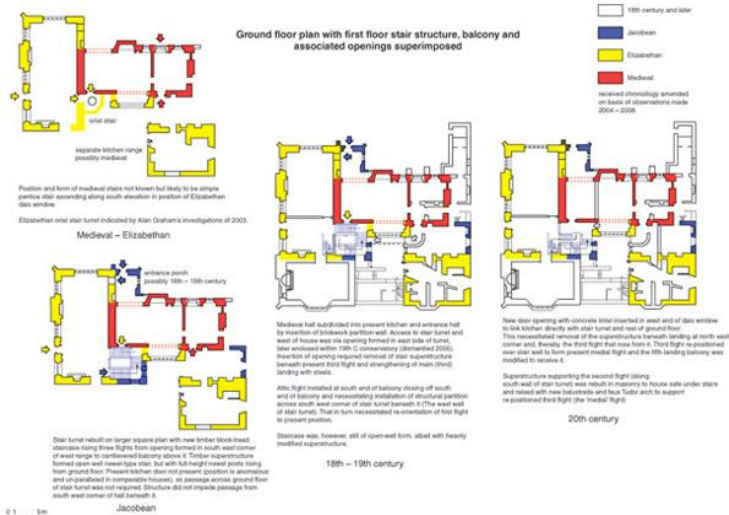 Ground floor plan with first floor stair structure, balcony and
associated openings superimposed
18th century and later
Jacobean
Elizabethan
Medieval
received chronology amended
on basis of observations made
2004 – 2008
oriel stair
separate kitchen range
possibly medieval
Position and form of medieval stairs not known but likely to be simple
pentice stair ascending along south elevation in position of Elizabethan
dais window.
Elizabethan oriel stair turret indicated by Alan Graham's investigations of 2003.
Medieval – Elizabethan
entrance porch
possibly 16th – 19th century
Stair turret rebuilt on larger square plan with new timber block-tread
staircase rising three flights from opening formed in south east corner
of west range to cantilevered balcony above it. Timber superstructure
formed open well newel-type stair, but with full-height newel posts rising
from ground floor. Present kitchen door not present (position is anomalous
and un-paralleled in comparable houses), so passage across ground floor
of stair turret was not required. Structure did not impede passage from
south west corner of hall beneath it.
Jacobean
0 1 5m
Medieval hall subdivided into present kitchen and entrance hall
by insertion of brickwork partition wall. Access to stair turret and
west of house was via opening formed in east side of turret,
later enclosed within 19th C conservatory (dismantled 2005).
Insertion of opening required removal of stair superstructure
beneath present third flight and strengthening of main (third)
landing with steels.
Attic flight installed at south end of balcony closing off south
end of balcony and necessitating installation of structural partition
across south west corner of stair turret beneath it (The west wall
of stair turret). That in turn necessitated re-orientation of first flight
to present position.
Staircase was, however, still of open-well form, albeit with heavily
modified superstructure.
18th – 19th century
New door opening with concrete lintel inserted in west end of dais window
to link kitchen directly with stair turret and rest of ground floor.
This necessitated removal of the superstructure beneath landing at north east
corner and, thereby, the third flight that rose from it. Third flight re-positioned
over stair well to form present medial flight and the fifth landing balcony was
modified to receive it.
Superstructure supporting the second flight (along
south wall of stair turret) was rebuilt in masonry to house safe under stairs
and raised with new balustrade and faux Tudor arch to support
re-positioned third flight (the 'medial' flight)
20th century